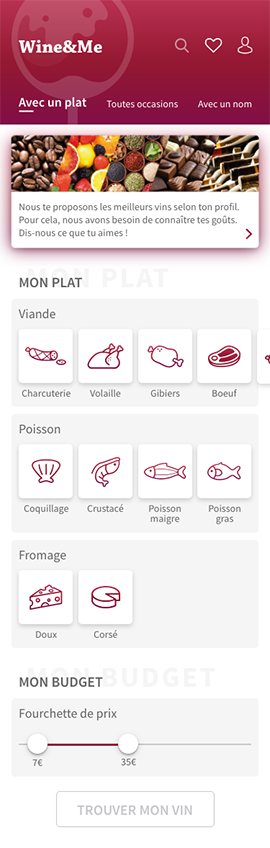 Wine&Me
Avec un plat Toutes occasions Avec un nom
Nous te proposons les meilleurs vins selon ton profil.
Pour cela, nous avons besoin de connaître tes goûts.
Dis-nous ce que tu aimes !
MON PLAT
MON PLAT
Viande
Charcuterie Volaille Gibiers Boeuf
Poisson
Coquillage Crustacé Poisson maigre Poisson gras
Fromage
Doux Corsé
MON BUDGET
MON BUDGET
Fourchette de prix
7€ 35€
TROUVER MON VIN